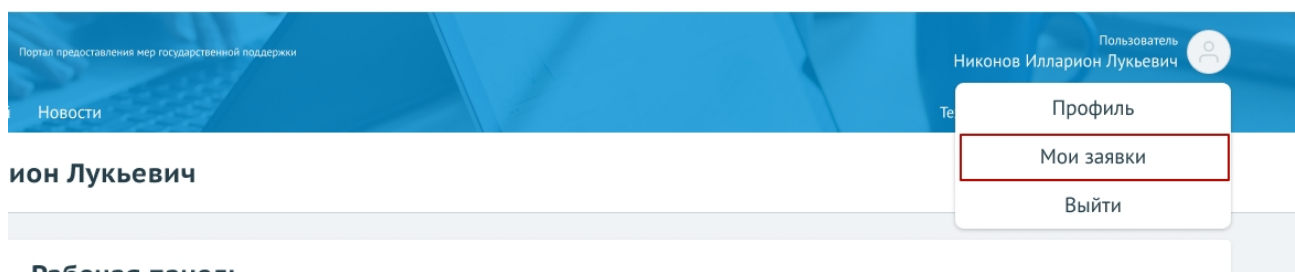 Портал предоставления мер государственной поддержки
Пользователь
Никонов Илларион Лукьевич
й Новости
Те
Профиль
Мои заявки
Выйти
ион Лукьевич
Рабочая панель